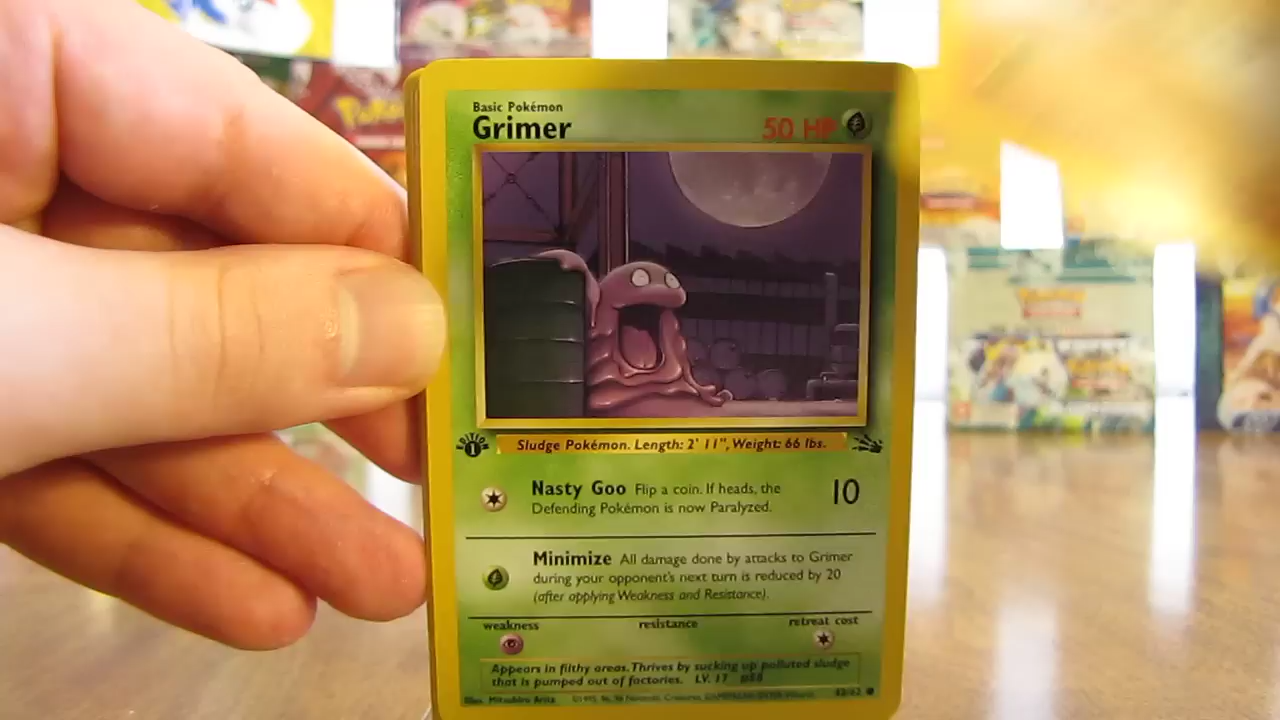 Basic Pokémon
Grimer 50 HP
EDITION
1
Sludge Pokémon. Length: 2' 11", Weight: 66 lbs.
Nasty Goo Flip a coin. If heads, the
Defending Pokémon is now Paralyzed.
10
Minimize All damage done by attacks to Grimer
during your opponent's next turn is reduced by 20
(after applying Weakness and Resistance).
weakness resistance retreat cost
Appears in filthy areas. Thrives by sucking up polluted sludge
that is pumped out of factories. LV. 17 #88
Illus. Mitsuhiro Arita